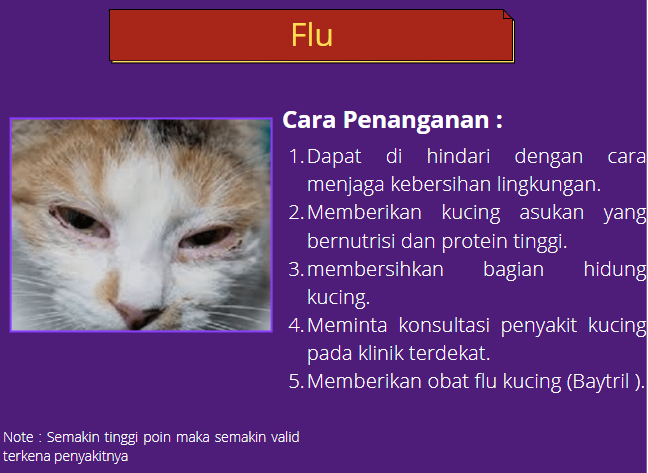 Flu
Cara Penanganan :
1. Dapat di hindari dengan cara
menjaga kebersihan lingkungan.
2. Memberikan kucing asukan yang
bernutrisi dan protein tinggi.
3. membersihkan bagian hidung
kucing.
4. Meminta konsultasi penyakit kucing
pada klinik terdekat.
5. Memberikan obat flu kucing (Baytril ).
Note : Semakin tinggi poin maka semakin valid
terkena penyakitnya